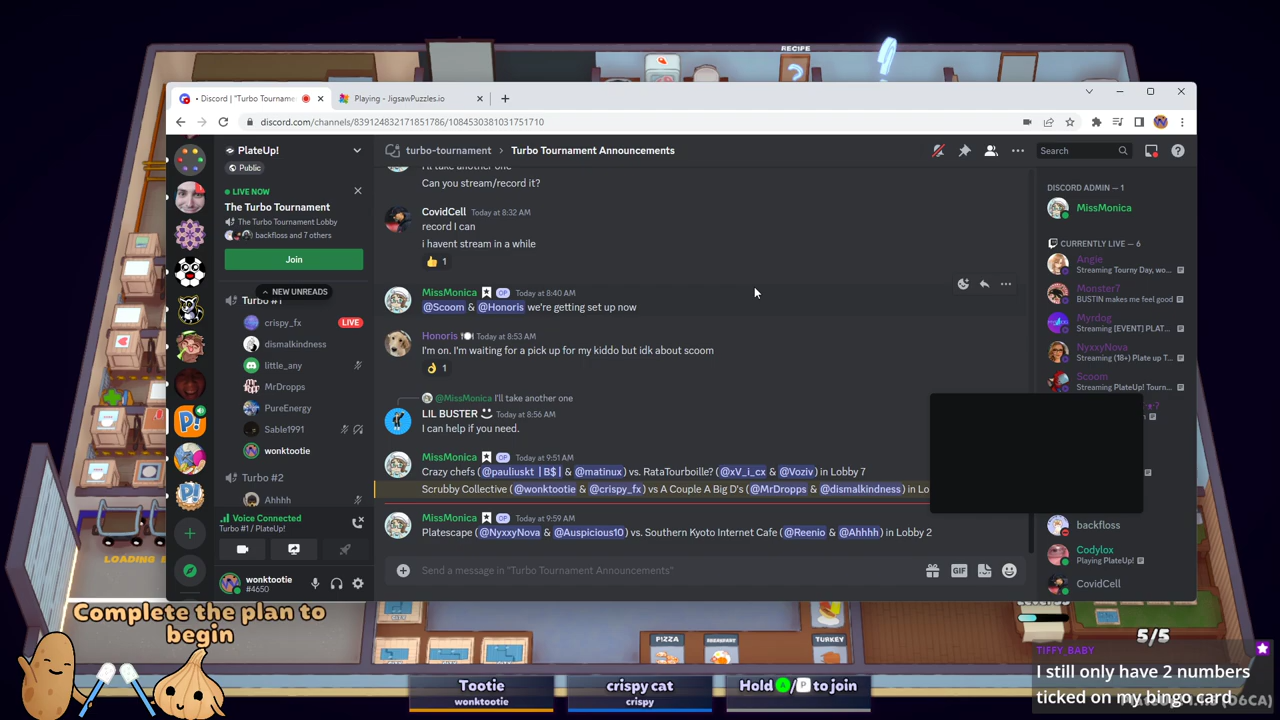 RECIPE
Discord | "Turbo Tourname
Playing - JigsawPuzzles.io
discord.com/channels/839124832171851786/1084530381031751710
PlateUp!
Public
LIVE NOW
The Turbo Tournament
The Turbo Tournament Lobby
backfloss and 7 others
Join
NEW UNREADS
Turbo #1
crispy_fx
LIVE
dismalkindness
little_any
MrDropps
PureEnergy
Sable1991
wonktootie
Turbo #2
Ahhhh
Voice Connected
Turbo #1 / PlateUp!
wonktootie
#4650
turbo-tournament > Turbo Tournament Announcements
Search
Can you stream/record it?
CovidCell Today at 8:32 AM
record I can
i havent stream in a while
1
MissMonica OP Today at 8:40 AM
@Scoom & @Honoris we're getting set up now
Honoris Today at 8:53 AM
I'm on. I'm waiting for a pick up for my kiddo but idk about scoom
1
@MissMonica I'll take another one
LIL BUSTER Today at 8:56 AM
I can help if you need.
MissMonica OP Today at 9:51 AM
Crazy chefs (@pauliuskt | B$| & @matinux) vs. RataTourboille? (@xV_i_cx & @Voziv) in Lobby 7
Scrubby Collective (@wonktootie & @crispy_fx) vs A Couple A Big D's (@MrDropps & @dismalkindness) in Lo
MissMonica OP Today at 9:59 AM
Platescape (@NyxxyNova & @Auspicious10) vs. Southern Kyoto Internet Cafe (@Reenio & @Ahhhh) in Lobby 2
Send a message in "Turbo Tournament Announcements"
GIF
DISCORD ADMIN — 1
MissMonica
CURRENTLY LIVE — 6
Angie
Streaming Tourny Day, wo...
Monster7
BUSTIN makes me feel good
Myrdog
Streaming [EVENT] PLAT...
NyxxyNova
Streaming (18+) Plate up T...
Scoom
Streaming PlateUp! Tourn...
backfloss
Codylox
Playing PlateUp!
CovidCell
Complete the plan to
begin
PIZZA
BREAKFAST
TURKEY
5/5
Tootie
wonktootie
crispy cat
crispy
Hold A/P to join
TIFFY_BABY
I still only have 2 numbers
ticked on my bingo card